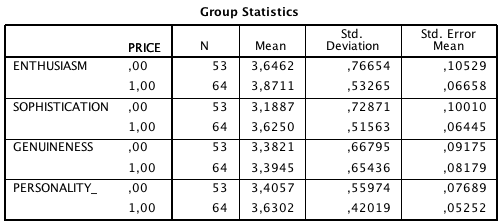 Group Statistics
PRICE N Mean Std. Deviation Std. Error Mean
ENTHUSIASM ,00 53 3,6462 ,76654 ,10529
1,00 64 3,8711 ,53265 ,06658
SOPHISTICATION ,00 53 3,1887 ,72871 ,10010
1,00 64 3,6250 ,51563 ,06445
GENUINENESS ,00 53 3,3821 ,66795 ,09175
1,00 64 3,3945 ,65436 ,08179
PERSONALITY_ ,00 53 3,4057 ,55974 ,07689
1,00 64 3,6302 ,42019 ,05252